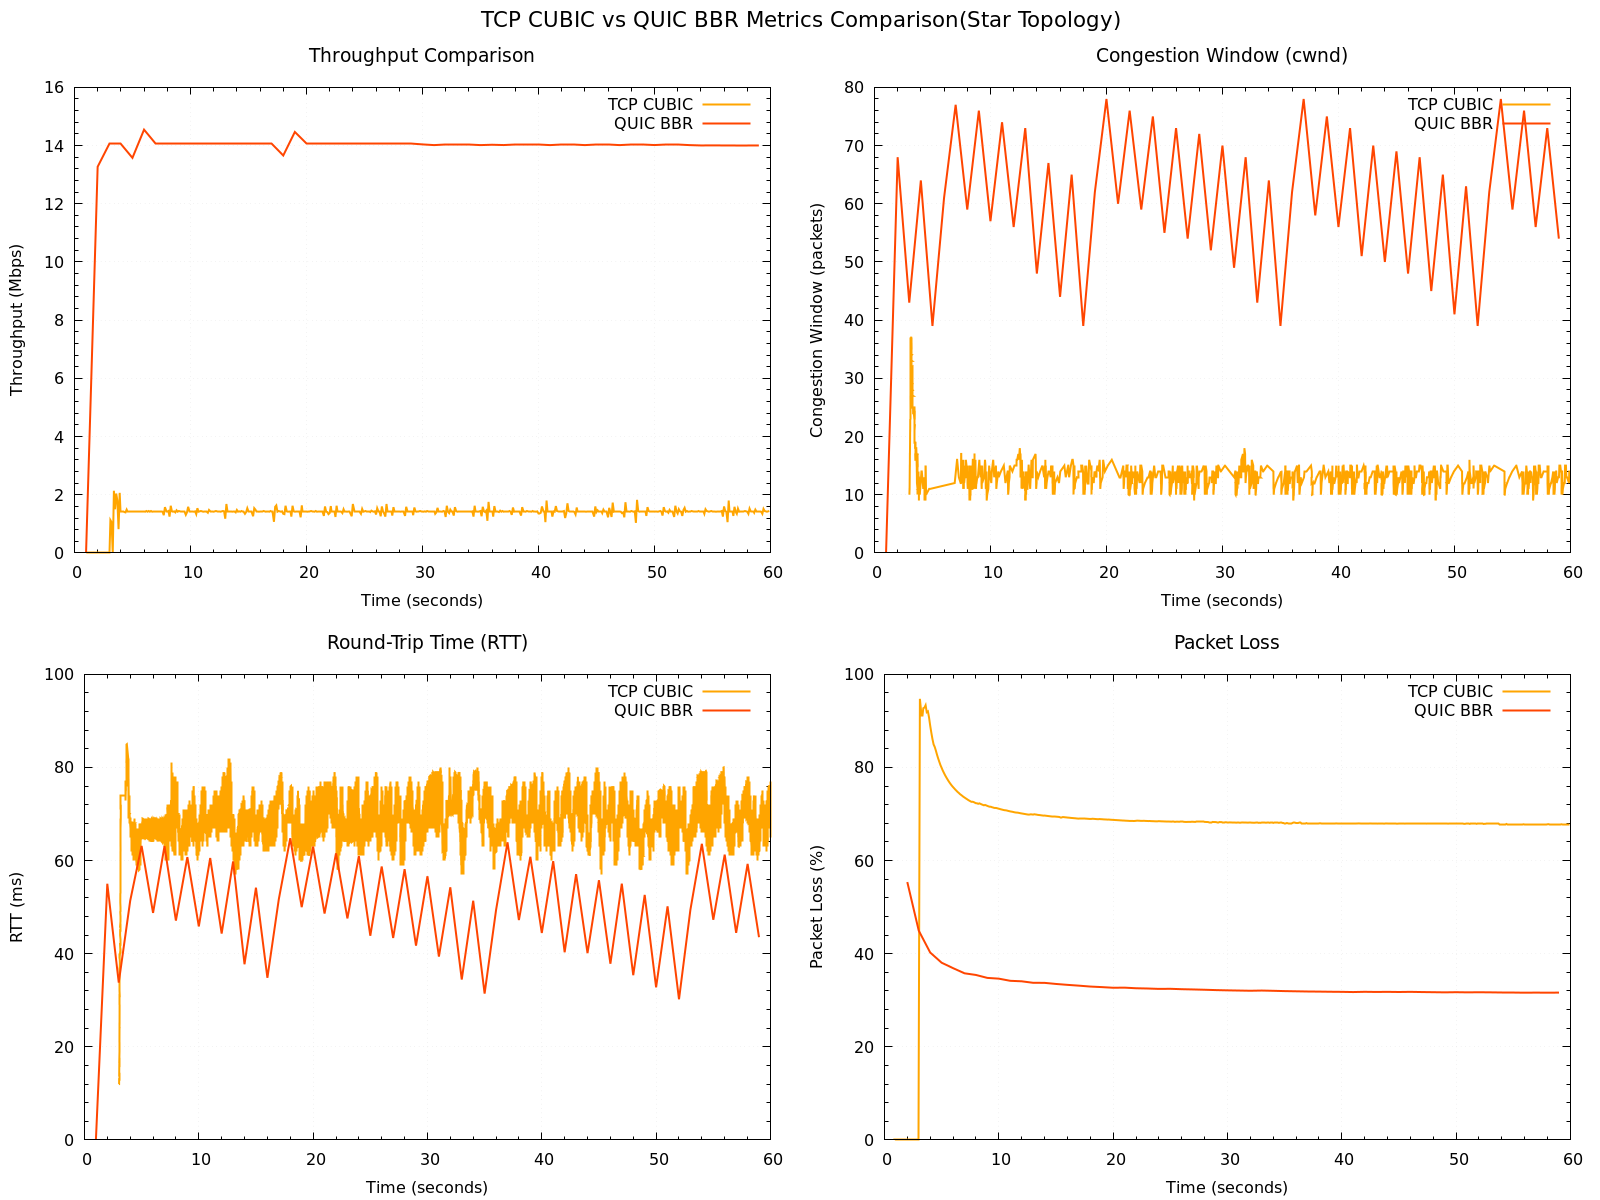 TCP CUBIC vs QUIC BBR Metrics Comparison(Star Topology)
Throughput Comparison
Throughput (Mbps)
16
14
12
10
8
6
4
2
0
TCP CUBIC
QUIC BBR
0 10 20 30 40 50 60
Time (seconds)
Congestion Window (cwnd)
Congestion Window (packets)
80
70
60
50
40
30
20
10
0
TCP CUBIC
QUIC BBR
0 10 20 30 40 50 60
Time (seconds)
Round-Trip Time (RTT)
RTT (ms)
100
80
60
40
20
0
TCP CUBIC
QUIC BBR
0 10 20 30 40 50 60
Time (seconds)
Packet Loss
Packet Loss (%)
100
80
60
40
20
0
TCP CUBIC
QUIC BBR
0 10 20 30 40 50 60
Time (seconds)